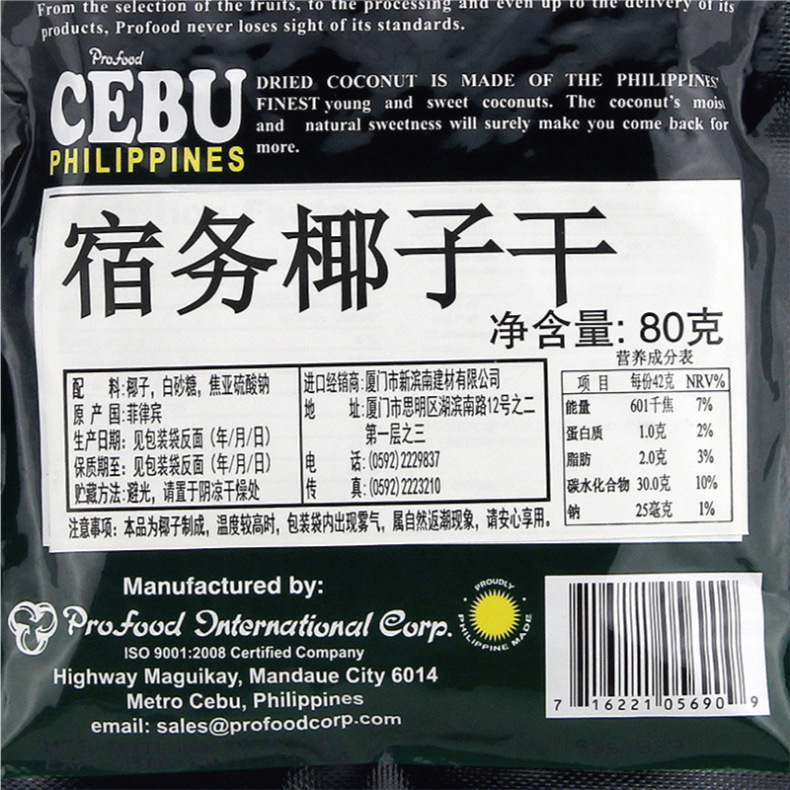 From the selection of the fruits, to the processing and even up to the delivery of its
products, Profood never loses sight of its standards.
Profood
CEBU
PHILIPPINES
DRIED COCONUT IS MADE OF THE PHILIPPINES'
FINEST young and sweet coconuts. The coconut's moist
and natural sweetness will surely make you come back for
more.
宿务椰子干
净含量: 80克
配 料:椰子，白砂糖，焦亚硫酸钠
原 产 国:菲律宾
生产日期: 见包装袋反面（年/月/日）
保质期至: 见包装袋反面（年/月/日）
贮藏方法:避光，请置于阴凉干燥处
进口经销商:厦门市新滨南建材有限公司
地 址:厦门市思明区湖滨南路12号之二
第一层之三
电 话:(0592)2229837
传 真:(0592)2223210
营养成分表
项 目 每份42克 NRV%
能量 601千焦 7%
蛋白质 1.0克 2%
脂肪 2.0克 3%
碳水化合物 30.0克 10%
钠 25毫克 1%
注意事项: 本品为椰子制成，温度较高时，包装袋内出现雾气，属自然返潮现象，请安心享用。
Manufactured by:
Profood International Corp.
ISO 9001:2008 Certified Company
Highway Maguikay, Mandaue City 6014
Metro Cebu, Philippines
email: sales@profoodcorp.com
PROUDLY
PHILIPPINE MADE
7 16221 05690 9